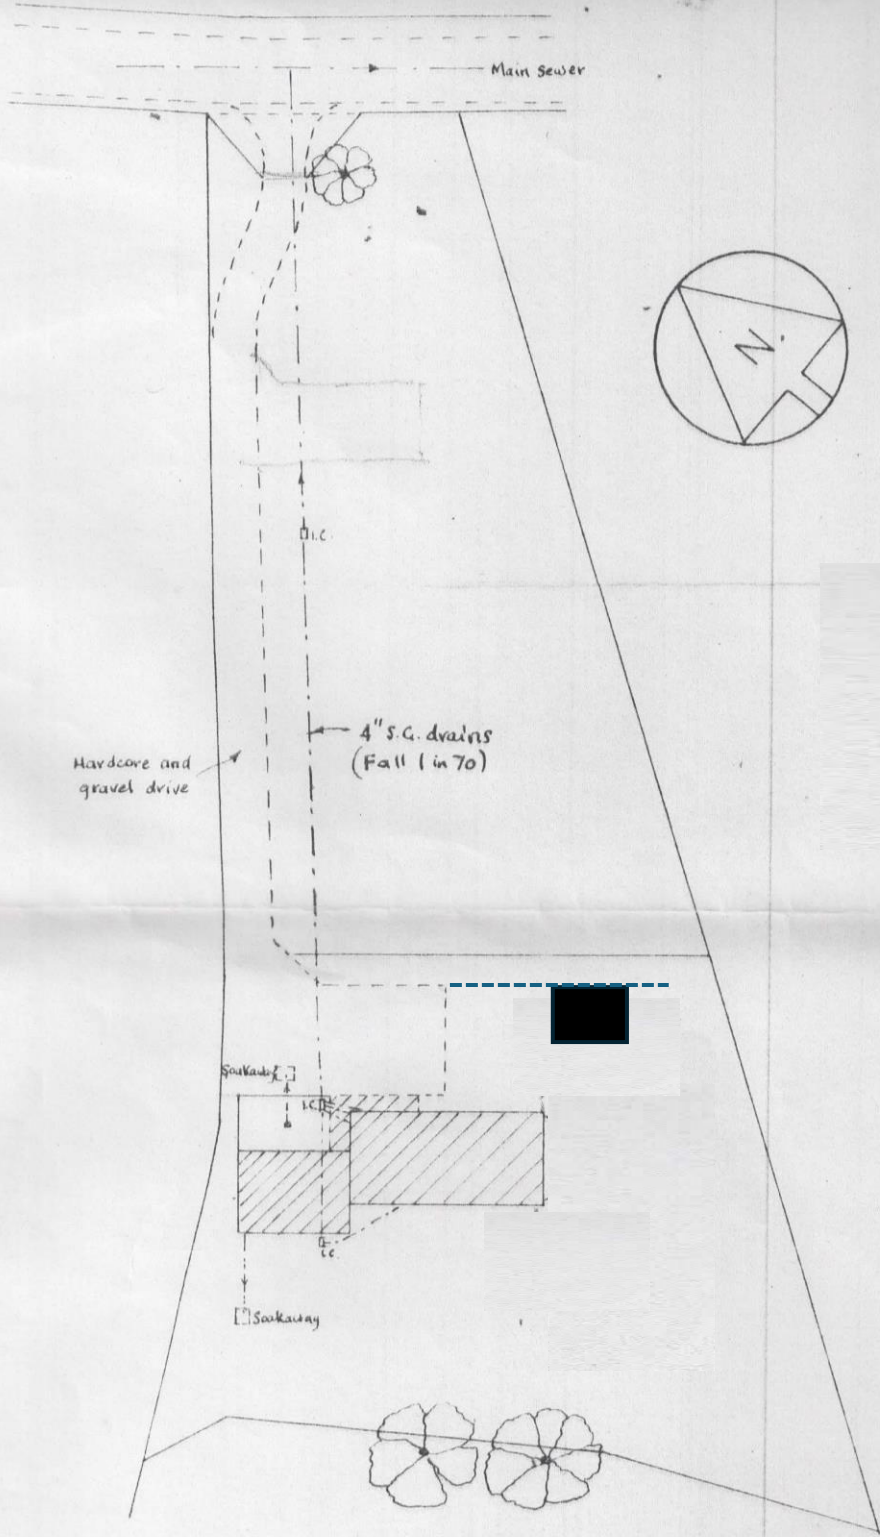 Main sewer
N.
I.C.
4" S.G. drains
(Fall 1 in 70)
Hardcore and
gravel drive
Soakaway
I.C.
I.C.
Soakaway